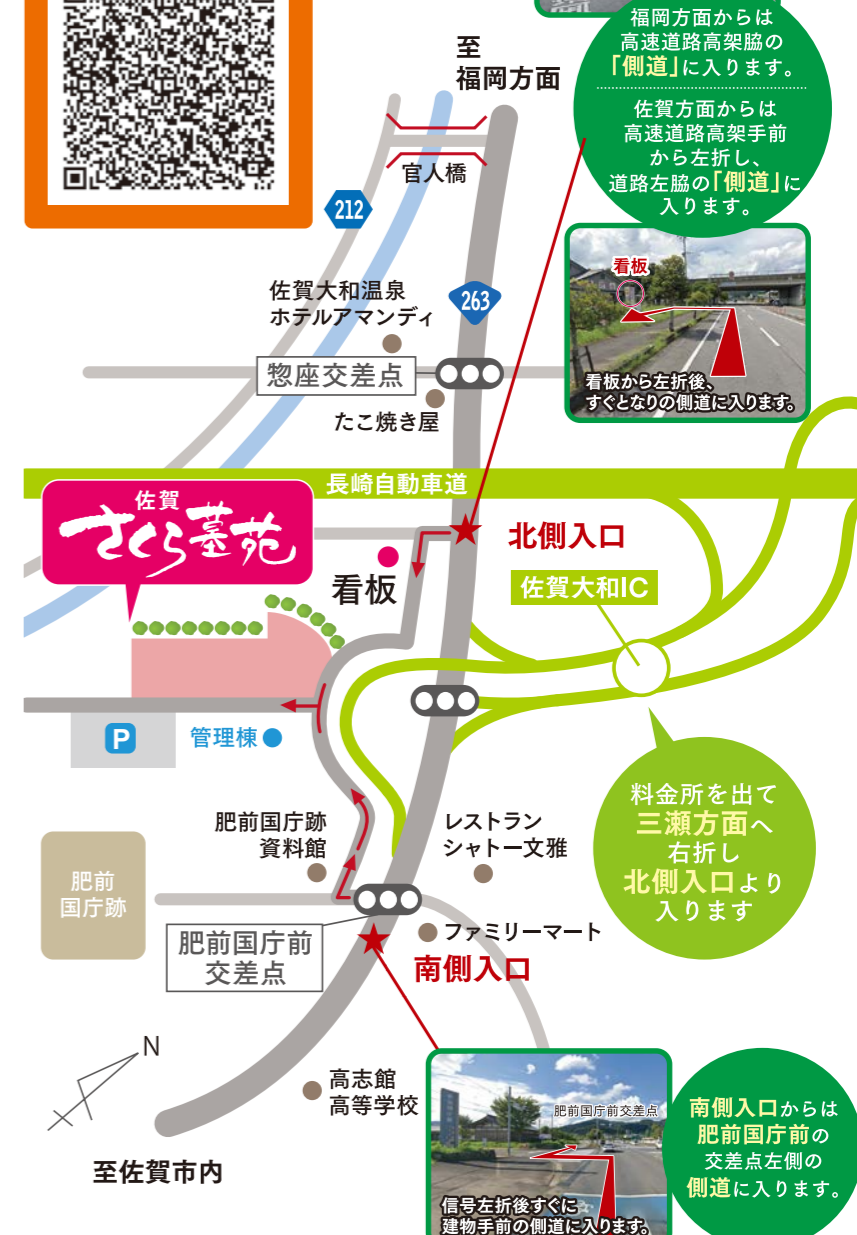 福岡方面からは
高速道路高架脇の
「側道」に入ります。
佐賀方面からは
高速道路高架手前
から左折し、
道路左脇の「側道」に
入ります。
至
福岡方面
官人橋
212
263
看板
看板から左折後、
すぐとなりの側道に入ります。
佐賀大和温泉
ホテルアマンディ
惣座交差点
たこ焼き屋
長崎自動車道
佐賀
さくら墓苑
北側入口
看板
佐賀大和IC
P
管理棟
料金所を出て
三瀬方面へ
右折し
北側入口より
入ります
肥前国庁跡
資料館
レストラン
シャトー文雅
肥前
国庁跡
肥前国庁前
交差点
ファミリーマート
南側入口
N
高志館
高等学校
至佐賀市内
肥前国庁前交差点
信号左折後すぐに
建物手前の側道に入ります。
南側入口からは
肥前国庁前の
交差点左側の
側道に入ります。